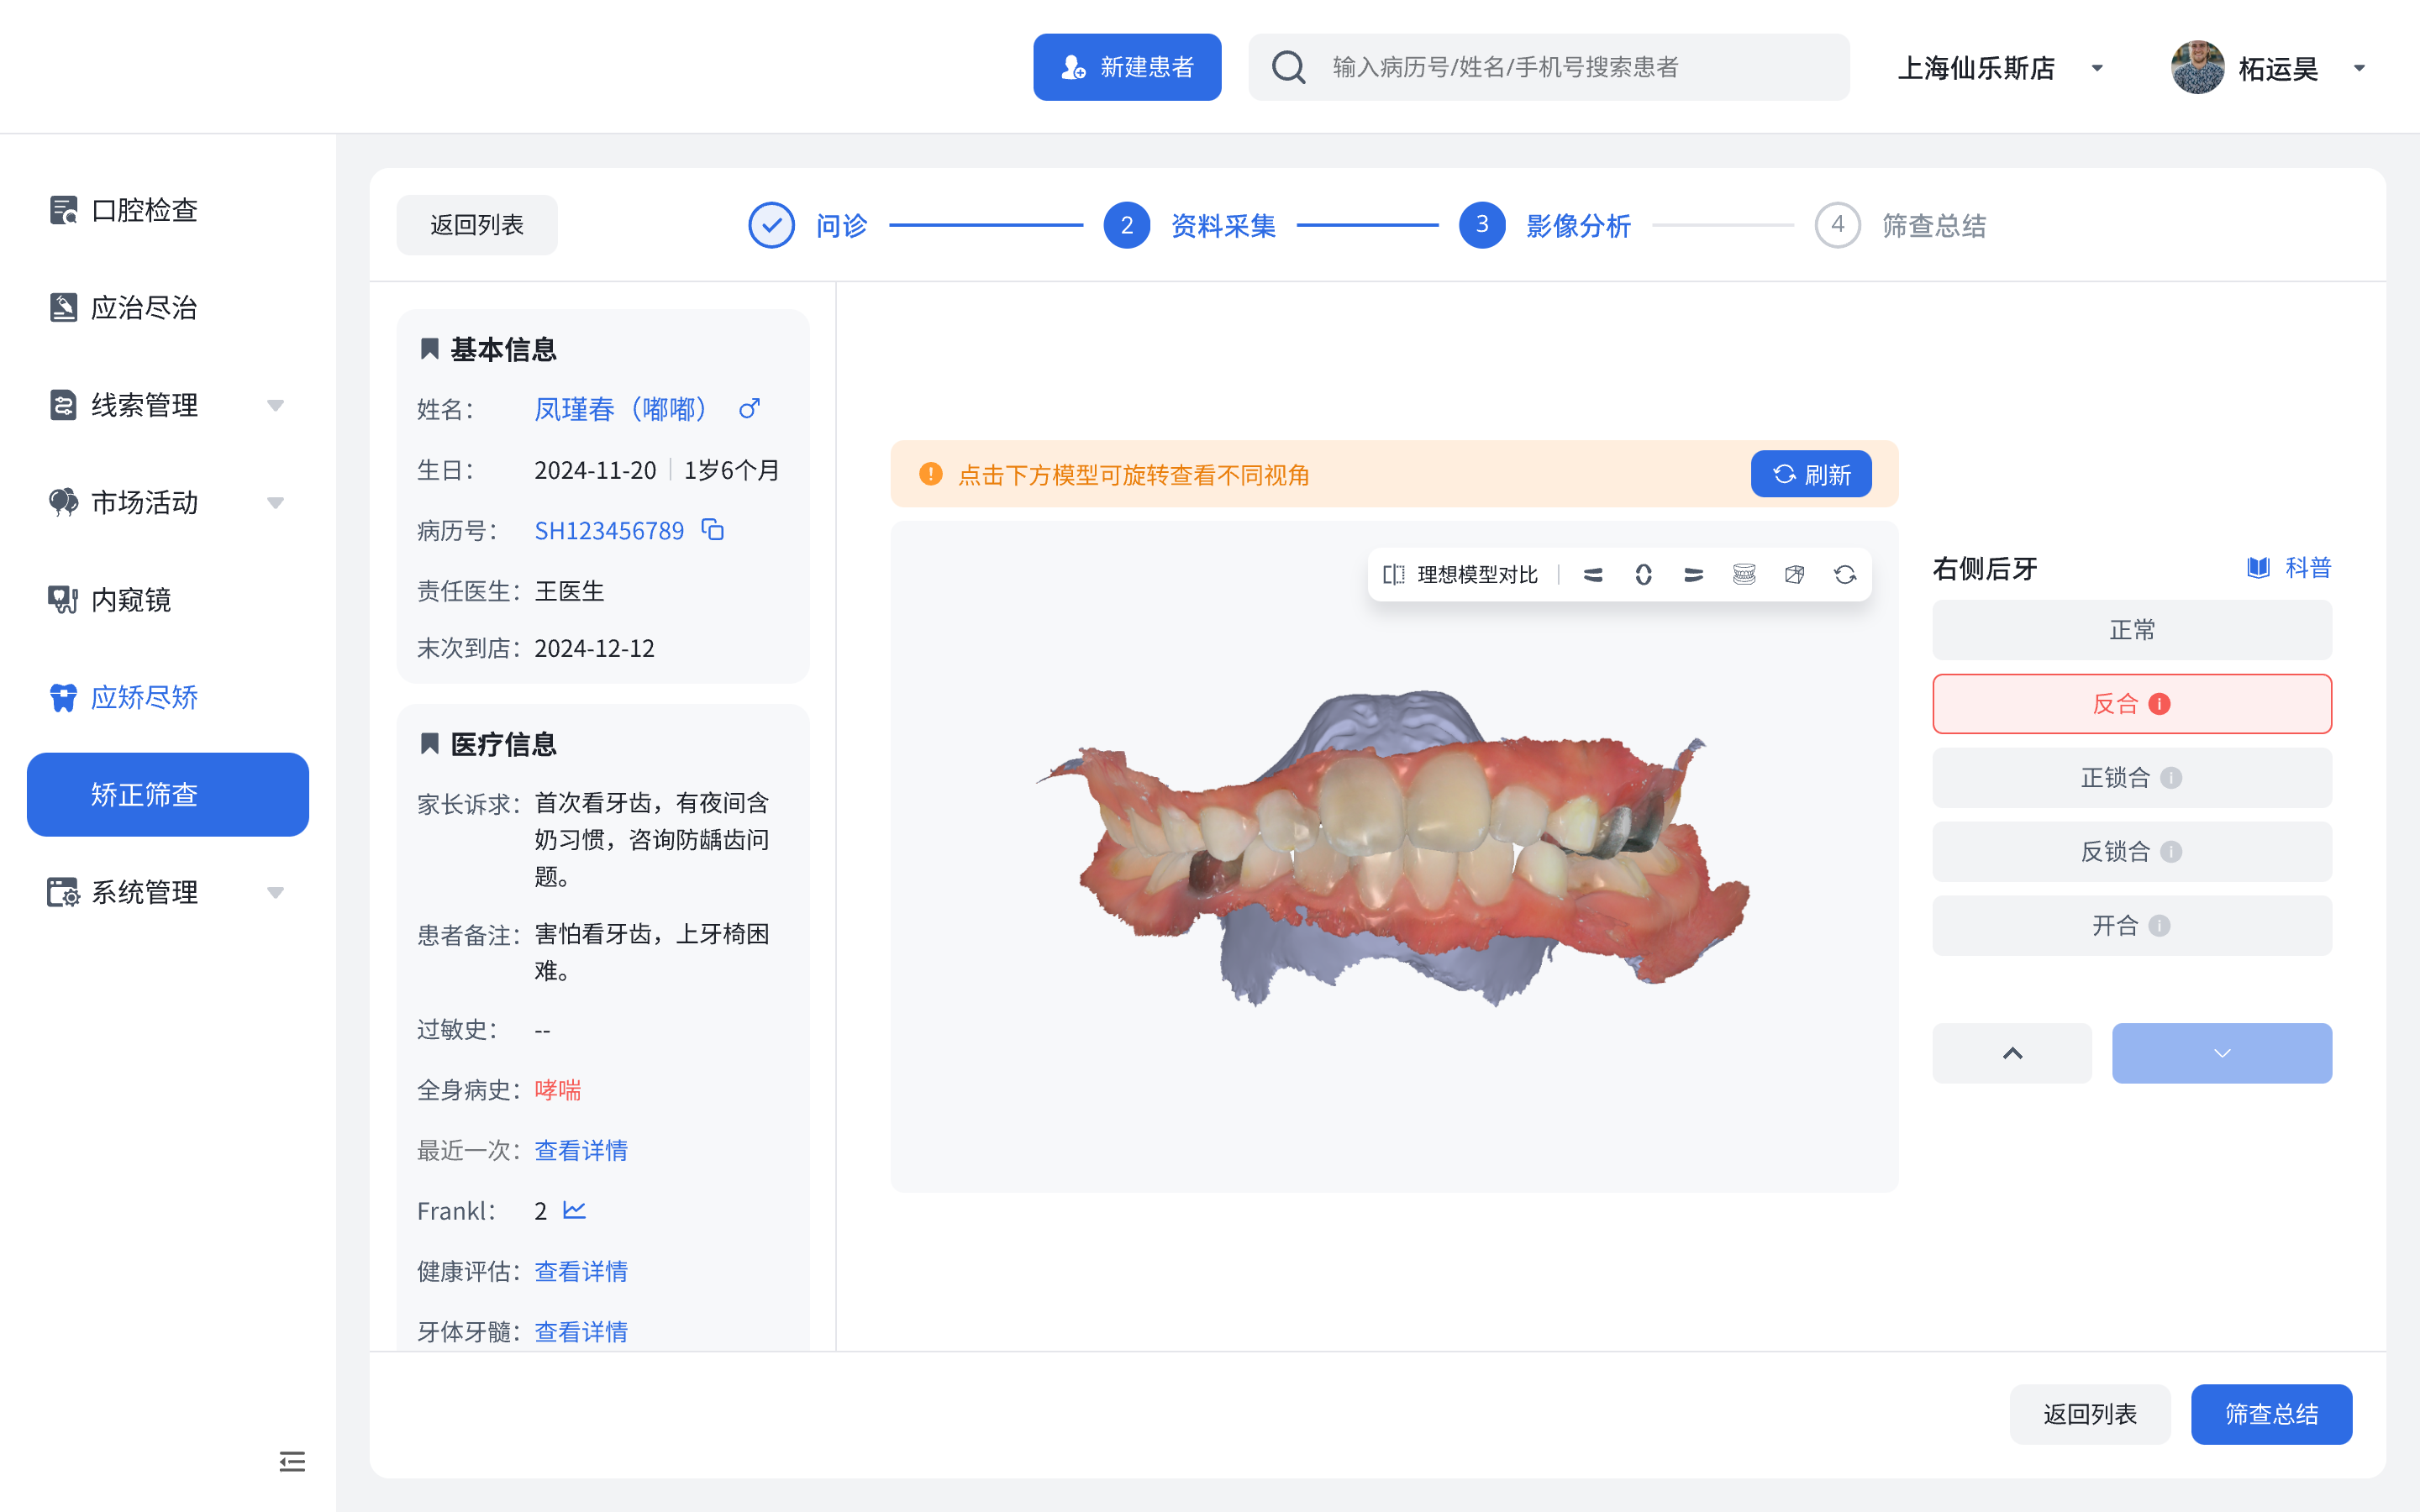 新建患者
输入病历号/姓名/手机号搜索患者
上海仙乐斯店
柘运昊
口腔检查
应治尽治
线索管理
市场活动
内窥镜
应矫尽矫
矫正筛查
系统管理
返回列表
问诊
2 资料采集
3 影像分析
4 筛查总结
基本信息
姓名： 凤瑾春（嘟嘟）
生日： 2024-11-20 1岁6个月
病历号： SH123456789
责任医生： 王医生
末次到店： 2024-12-12
医疗信息
家长诉求： 首次看牙齿，有夜间含
奶习惯，咨询防龋齿问
题。
患者备注： 害怕看牙齿，上牙椅困
难。
过敏史： --
全身病史： 哮喘
最近一次： 查看详情
Frankl： 2
健康评估： 查看详情
牙体牙髓： 查看详情
点击下方模型可旋转查看不同视角
刷新
理想模型对比
右侧后牙
科普
正常
反合
正锁合
反锁合
开合
返回列表
筛查总结